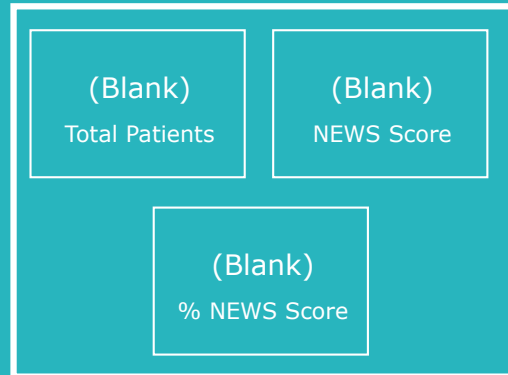 (Blank)
Total Patients
(Blank)
NEWS Score
(Blank)
% NEWS Score